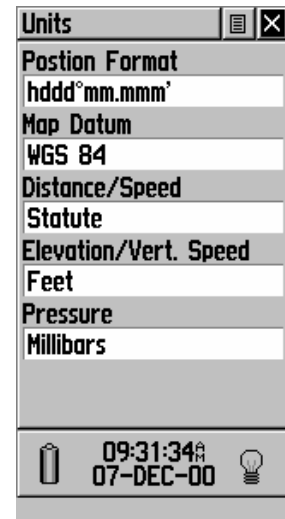 Units
Postion Format
hddd°mm.mmm'
Map Datum
WGS 84
Distance/Speed
Statute
Elevation/Vert. Speed
Feet
Pressure
Millibars
09:31:34AM
07-DEC-00